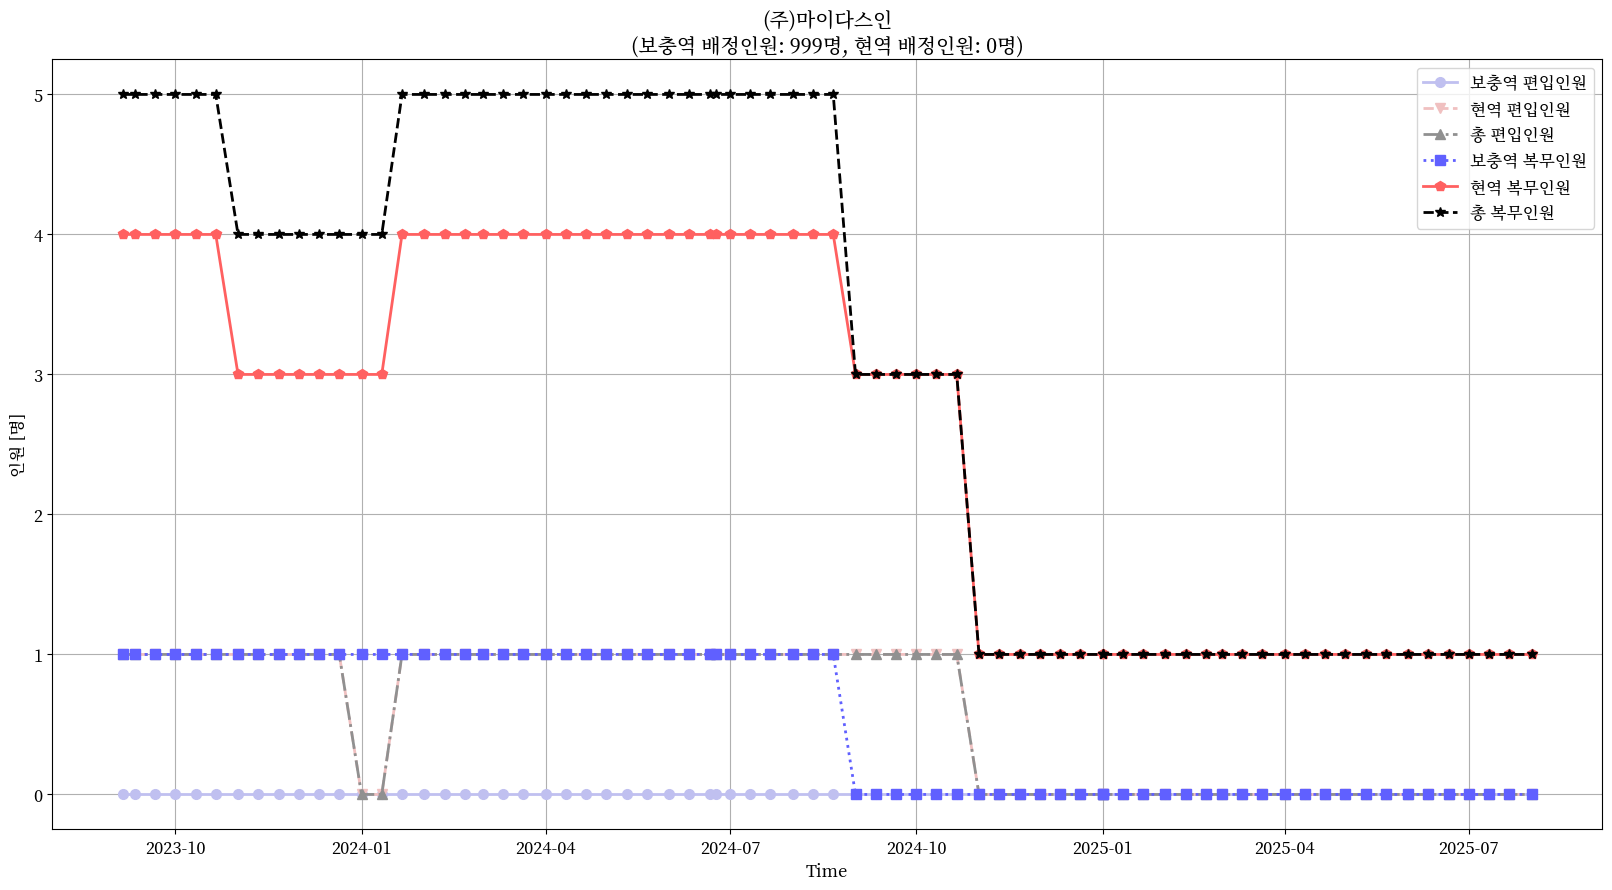 (주)마이다스인
(보충역 배정인원: 999명, 현역 배정인원: 0명)
보충역 편입인원
현역 편입인원
총 편입인원
보충역 복무인원
현역 복무인원
총 복무인원
인원 [명]
5
4
3
2
1
0
2023-10
2024-01
2024-04
2024-07
2024-10
2025-01
2025-04
2025-07
Time